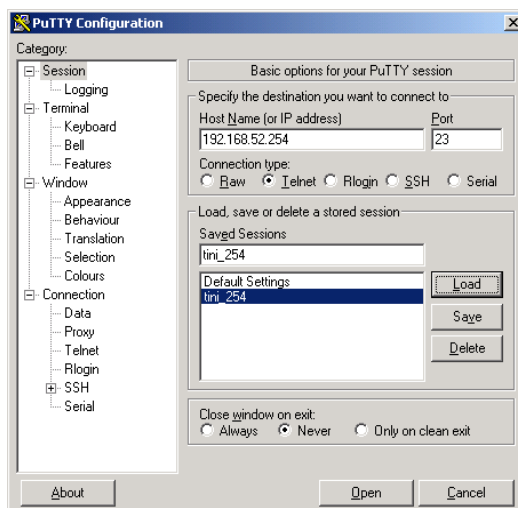 PuTTY Configuration
Category:
Session
Logging
Terminal
Keyboard
Bell
Features
Window
Appearance
Behaviour
Translation
Selection
Colours
Connection
Data
Proxy
Telnet
Rlogin
SSH
Serial
Basic options for your PuTTY session
Specify the destination you want to connect to
Host Name (or IP address) Port
192.168.52.254 23
Connection type:
Raw Telnet Rlogin SSH Serial
Load, save or delete a stored session
Saved Sessions
tini_254
Default Settings
tini_254
Load
Save
Delete
Close window on exit:
Always Never Only on clean exit
About Open Cancel